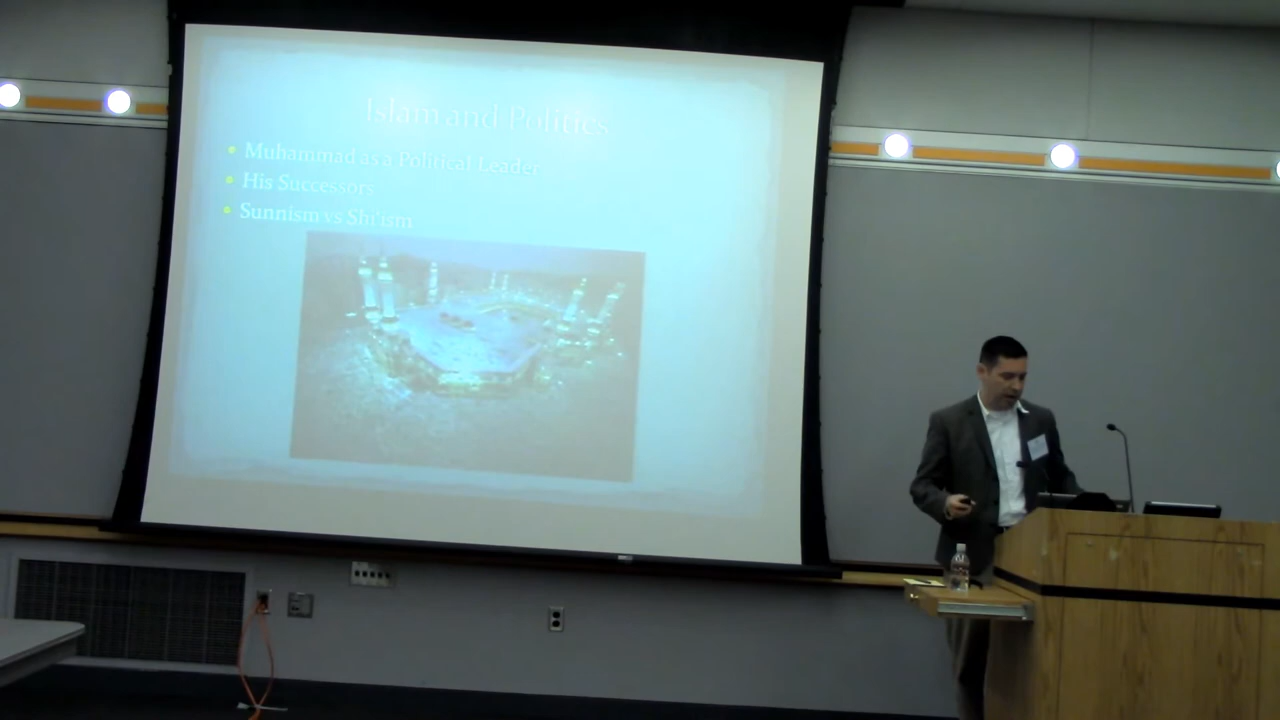 Islam and Politics
Muhammad as a Political Leader
His Successors
Sunnism vs Shi'ism